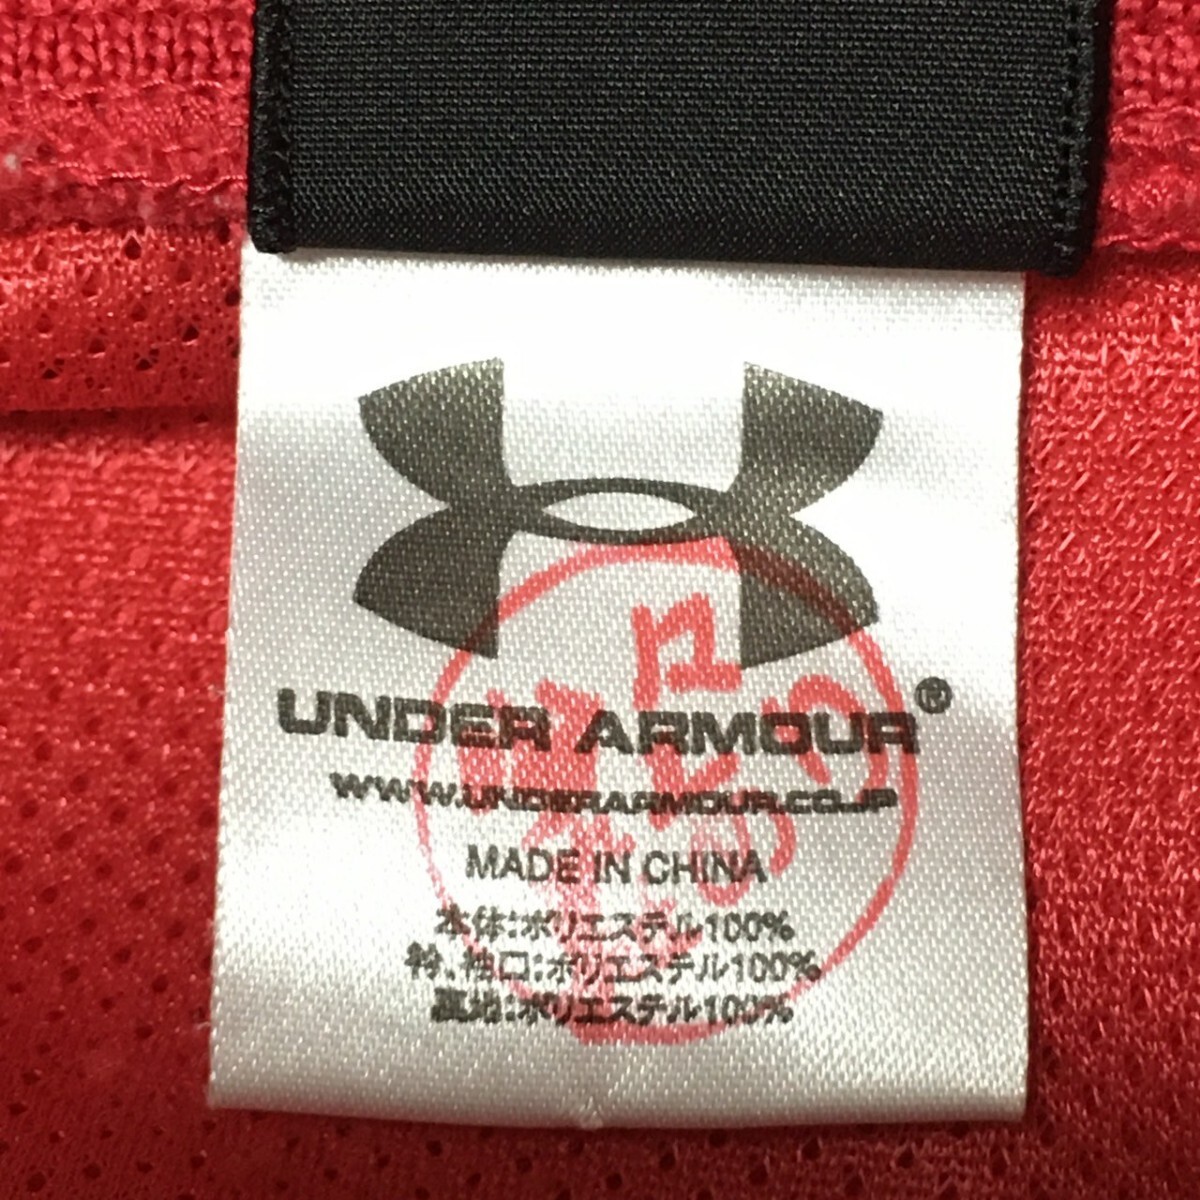 UNDER ARMOUR®
WWW.UNDERARMOUR.CO.JP
MADE IN CHINA
本体:ポリエステル100%
衿、袖口:ポリエステル100%
裏地:ポリエステル100%